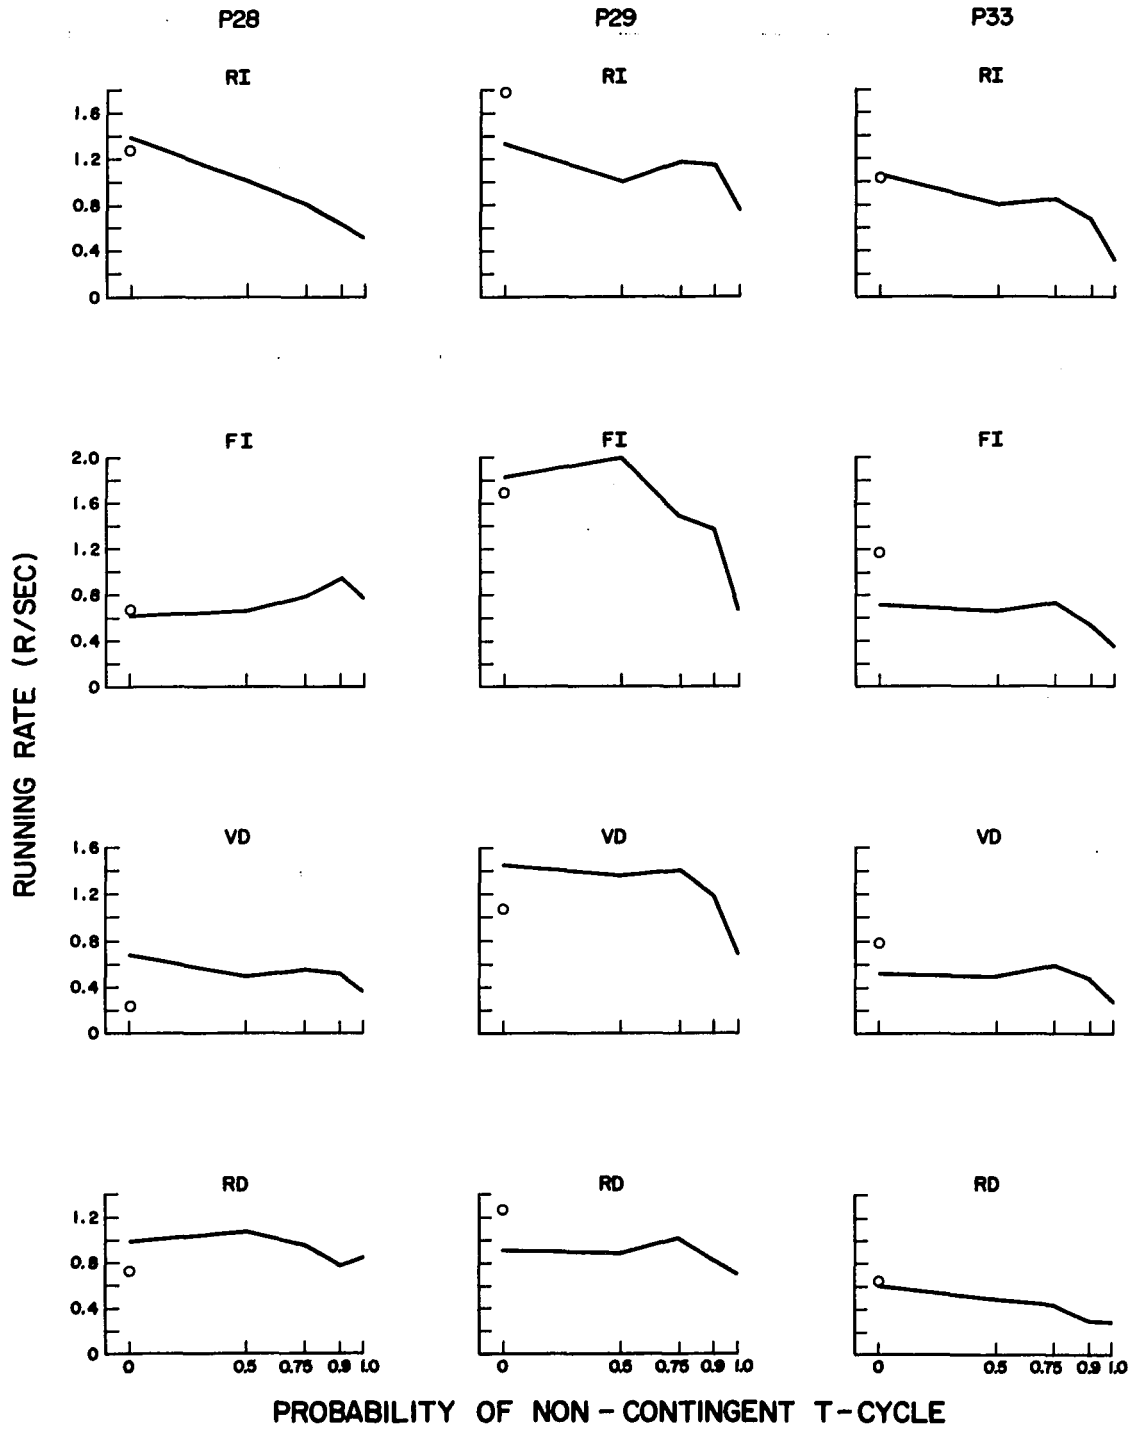 P28 P29 P33
RI RI RI
1.6
1.2
0.8
0.4
0
FI FI FI
2.0
1.6
1.2
0.8
0.4
0
RUNNING RATE (R/SEC)
VD VD VD
1.6
1.2
0.8
0.4
0
RD RD RD
1.2
0.8
0.4
0
0 0.5 0.75 0.9 1.0 0 0.5 0.75 0.9 1.0 0 0.5 0.75 0.9 1.0
PROBABILITY OF NON-CONTINGENT T-CYCLE